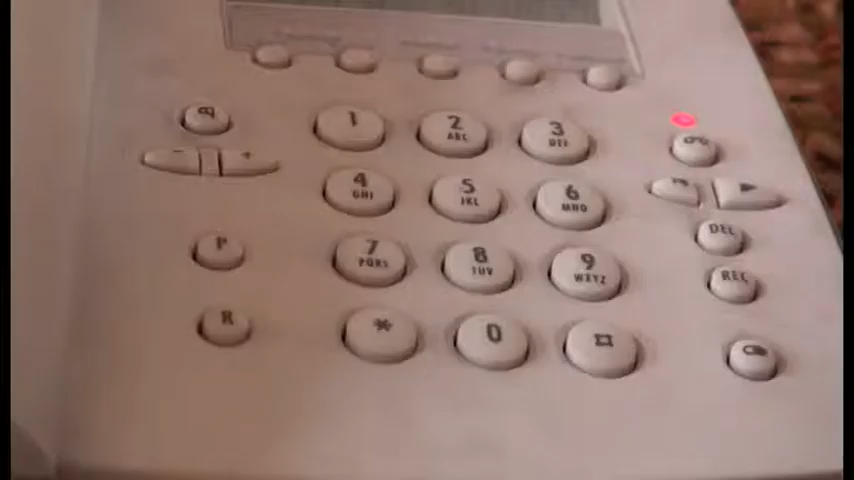 1
2
ABC
3
DEF
4
GHI
5
JKL
6
MNO
7
PQRS
8
TUV
9
WXYZ
*
0
¤
- +
P
R
DEL
REC